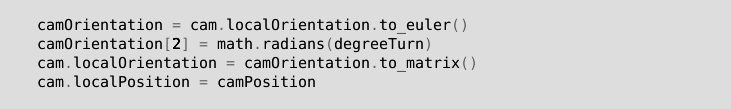 camOrientation = cam.localOrientation.to_euler()
camOrientation[2] = math.radians(degreeTurn)
cam.localOrientation = camOrientation.to_matrix()
cam.localPosition = camPosition